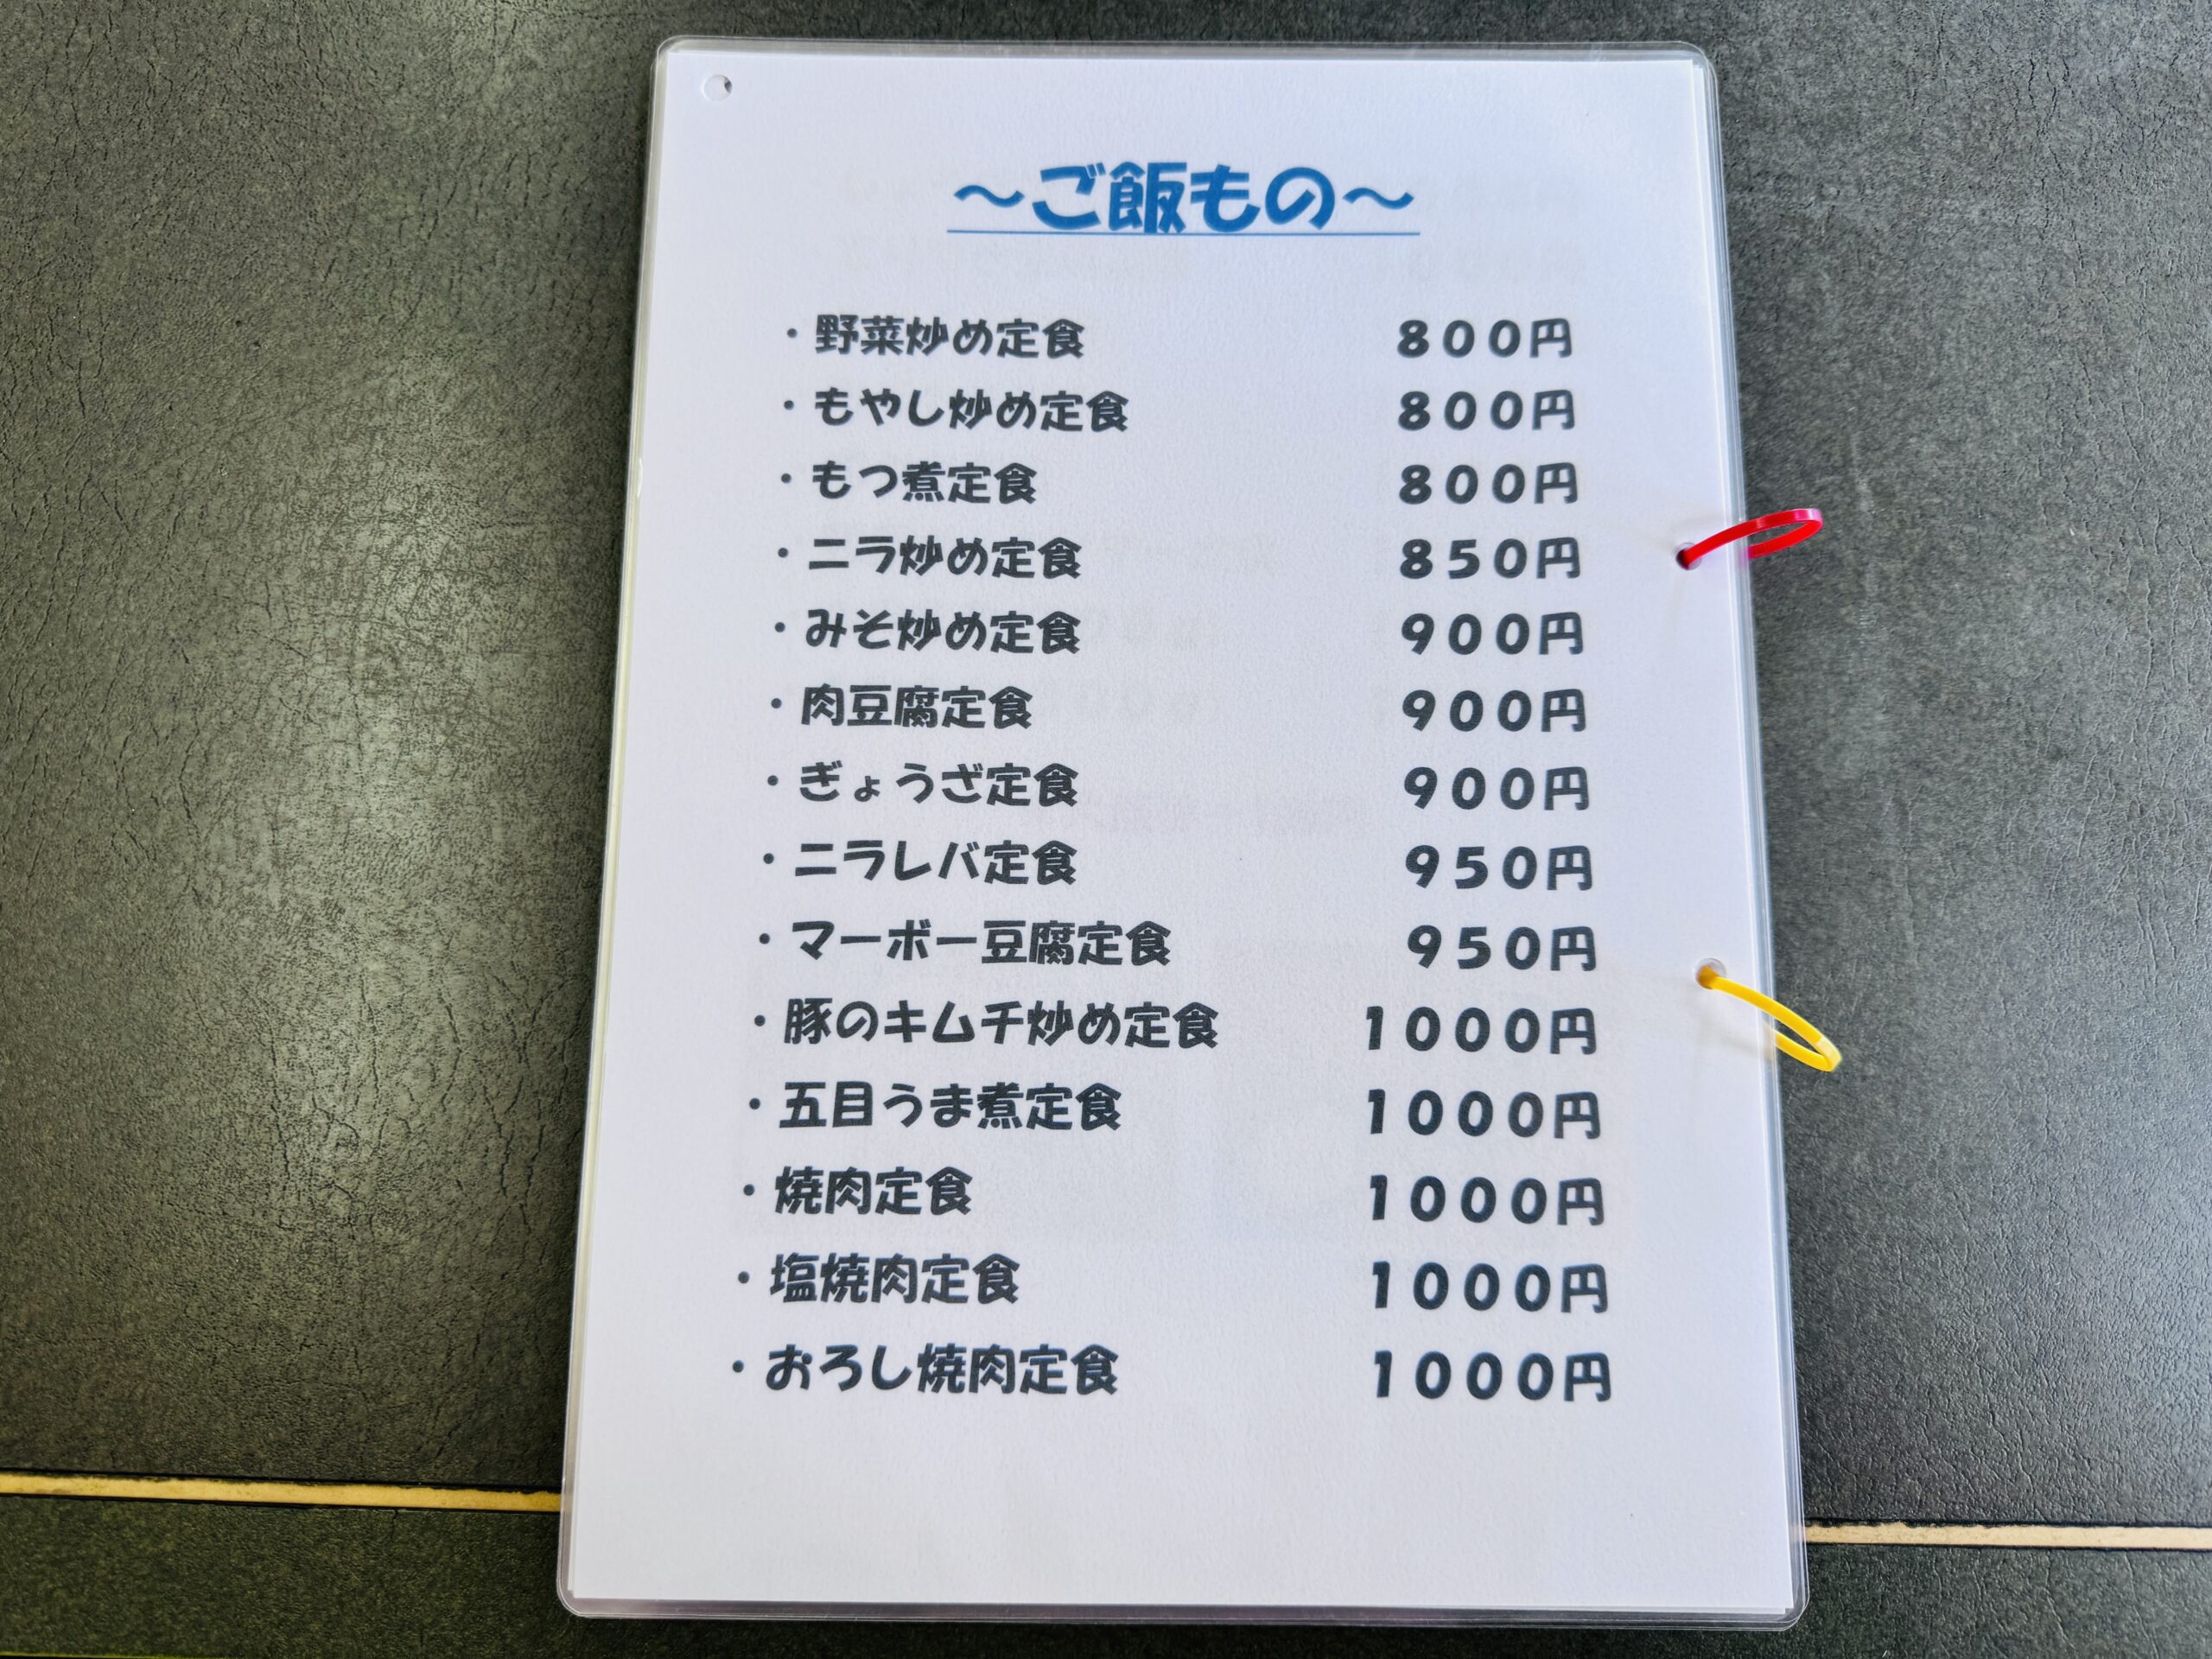 ～ご飯もの～
・野菜炒め定食 ８００円
・もやし炒め定食 ８００円
・もつ煮定食 ８００円
・ニラ炒め定食 ８５０円
・みそ炒め定食 ９００円
・肉豆腐定食 ９００円
・ぎょうざ定食 ９００円
・ニラレバ定食 ９５０円
・マーボー豆腐定食 ９５０円
・豚のキムチ炒め定食 １０００円
・五目うま煮定食 １０００円
・焼肉定食 １０００円
・塩焼肉定食 １０００円
・おろし焼肉定食 １０００円